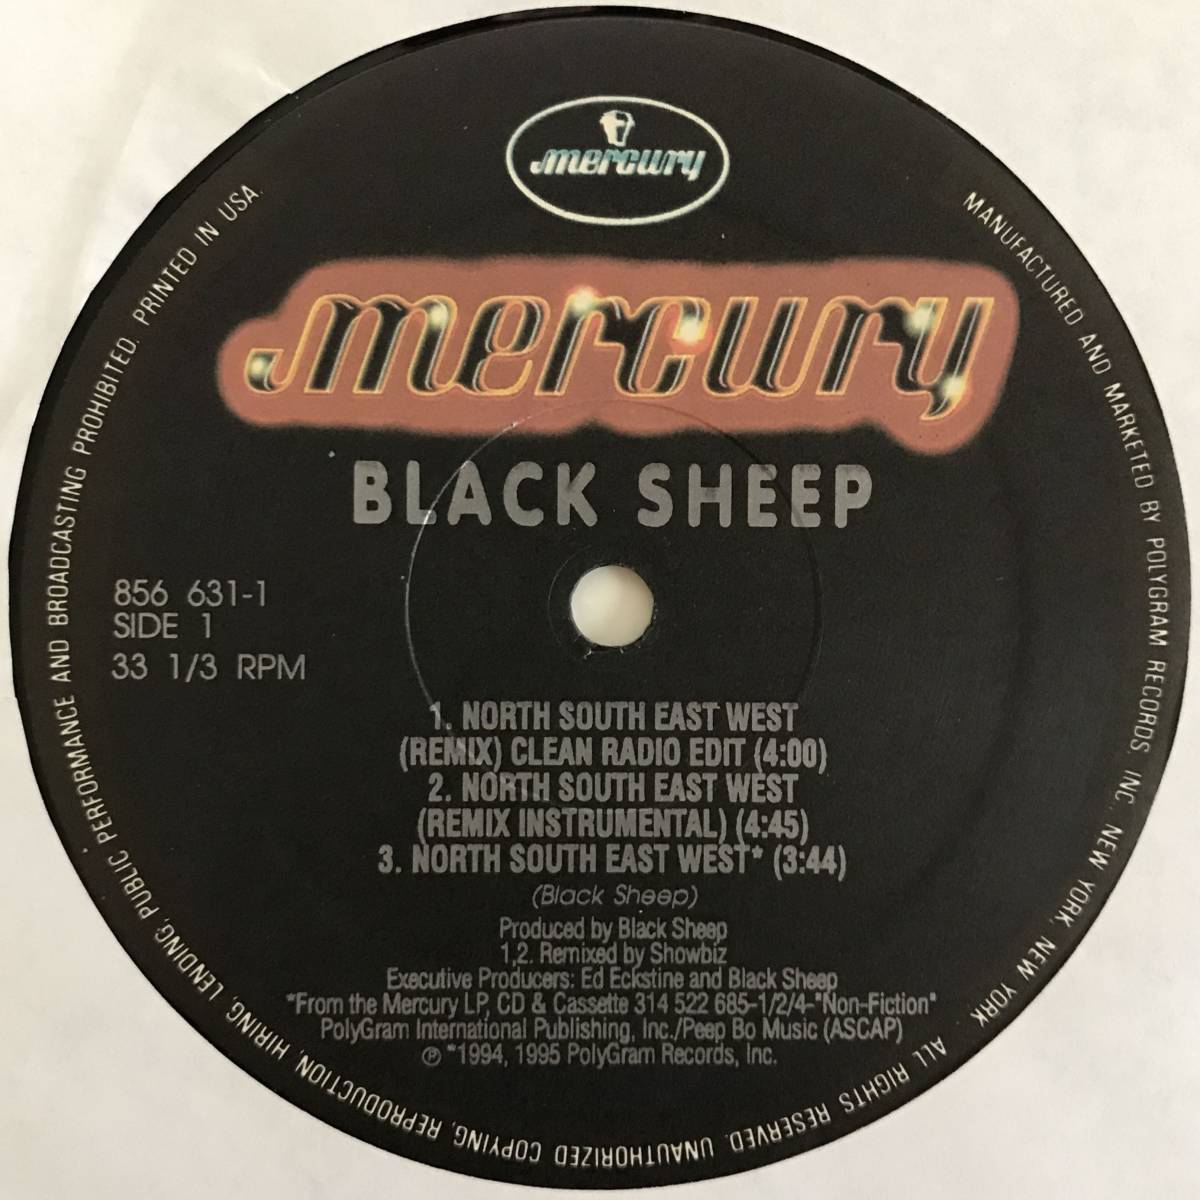 mercury
mercury
BLACK SHEEP
856 631-1
SIDE 1
33 1/3 RPM
1. NORTH SOUTH EAST WEST
(REMIX) CLEAN RADIO EDIT (4:00)
2. NORTH SOUTH EAST WEST
(REMIX INSTRUMENTAL) (4:45)
3. NORTH SOUTH EAST WEST* (3:44)
(Black Sheep)
Produced by Black Sheep
1,2. Remixed by Showbiz
Executive Producers: Ed Eckstine and Black Sheep
*From the Mercury LP, CD & Cassette 314 522 685-1/2/4-"Non-Fiction"
PolyGram International Publishing, Inc./Peep Bo Music (ASCAP)
℗ *1994, 1995 PolyGram Records, Inc.
MANUFACTURED AND MARKETED BY POLYGRAM RECORDS, INC. NEW YORK, NEW YORK. ALL RIGHTS RESERVED. UNAUTHORIZED COPYING, REPRODUCTION, HIRING, LENDING, PUBLIC PERFORMANCE AND BROADCASTING PROHIBITED. PRINTED IN USA.